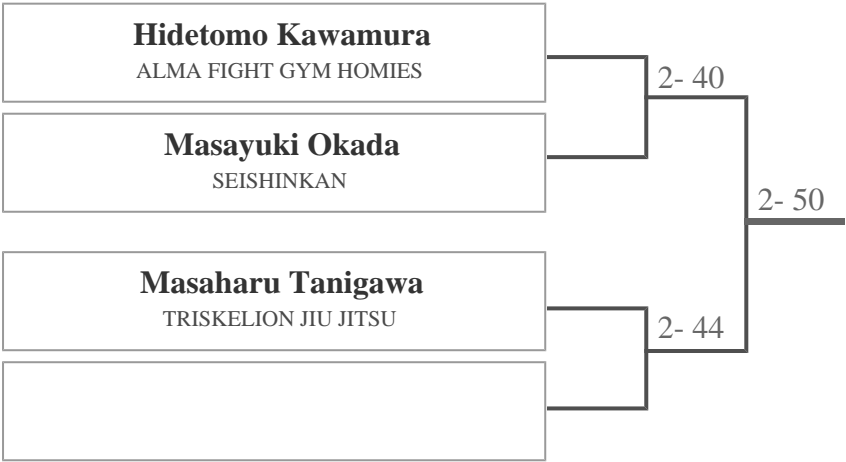 Hidetomo Kawamura
ALMA FIGHT GYM HOMIES
2- 40
Masayuki Okada
SEISHINKAN
2- 50
Masaharu Tanigawa
TRISKELION JIU JITSU
2- 44